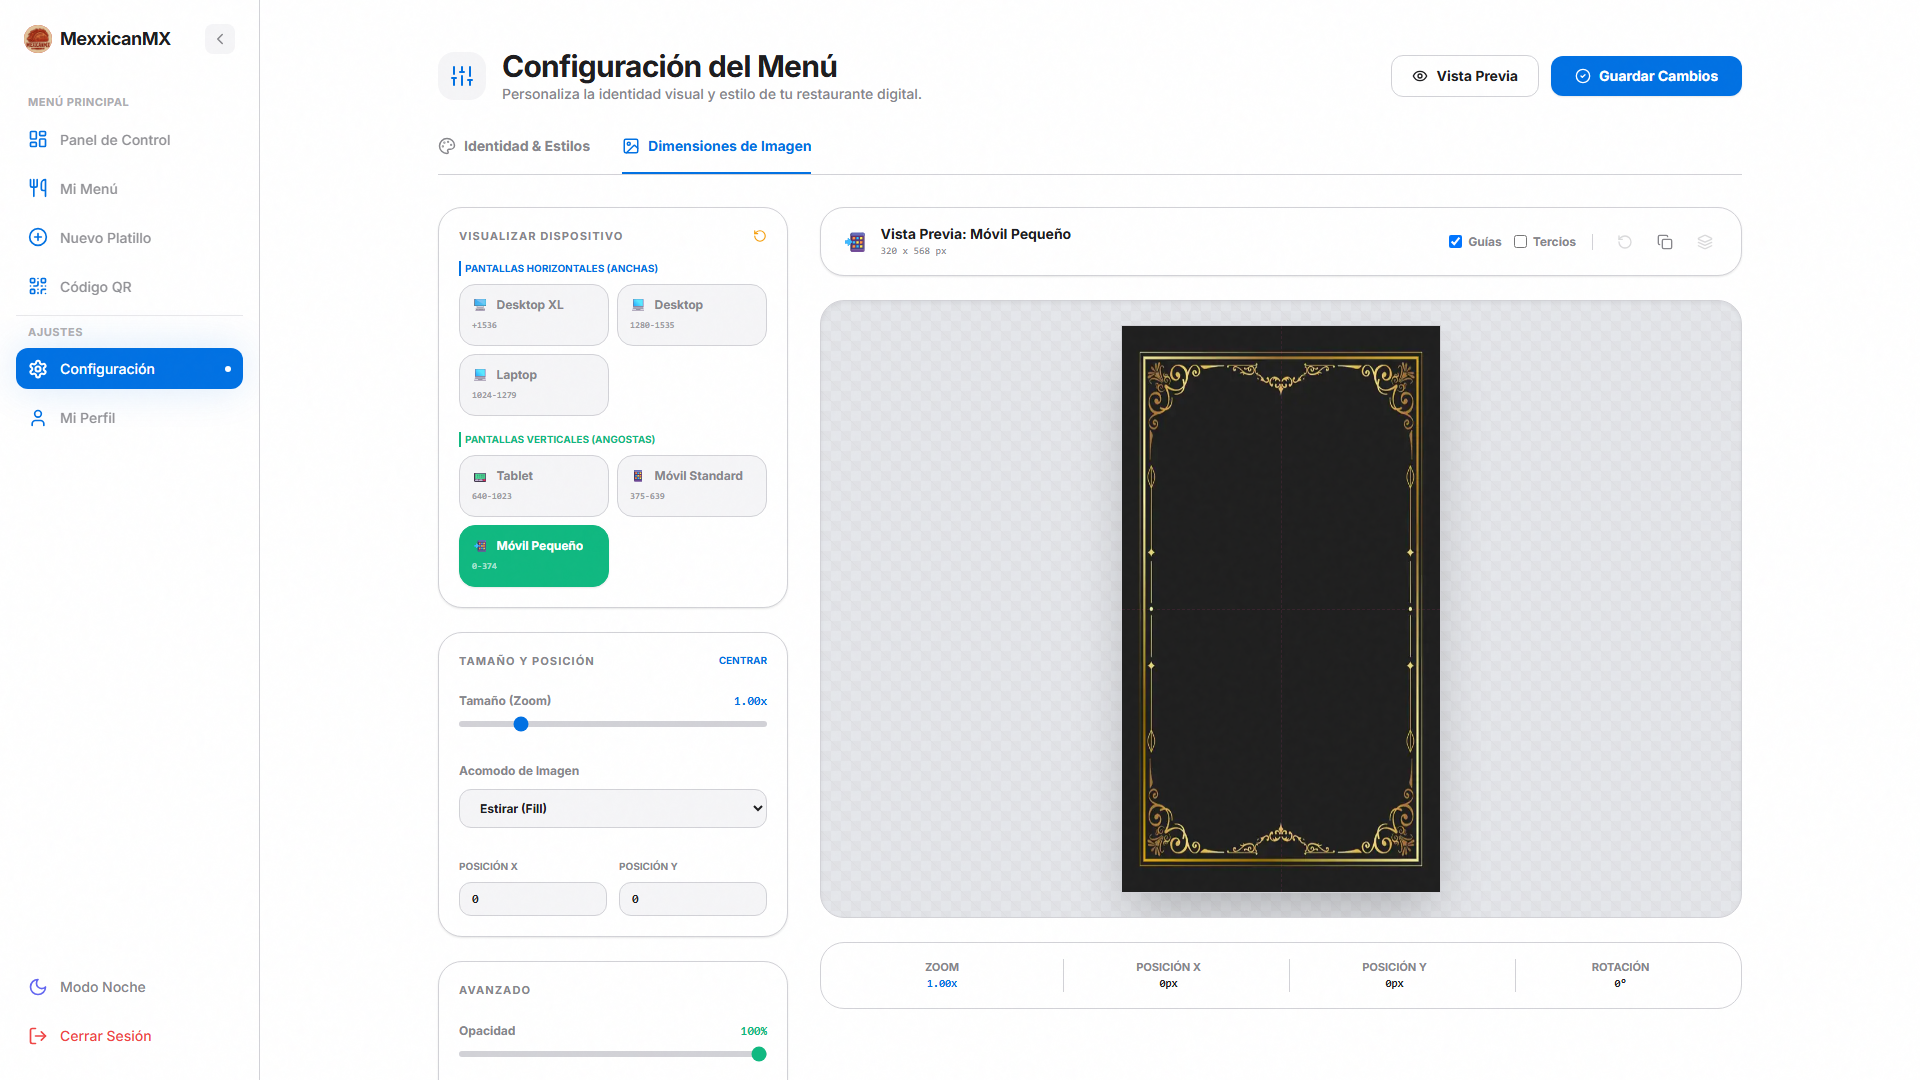 MexxicanMX
MENÚ PRINCIPAL
Panel de Control
Mi Menú
Nuevo Platillo
Código QR
AJUSTES
Configuración
Mi Perfil
Modo Noche
Cerrar Sesión
Configuración del Menú
Personaliza la identidad visual y estilo de tu restaurante digital.
Vista Previa
Guardar Cambios
Identidad & Estilos
Dimensiones de Imagen
VISUALIZAR DISPOSITIVO
PANTALLAS HORIZONTALES (ANCHAS)
Desktop XL
+1536
Desktop
1280-1535
Laptop
1024-1279
PANTALLAS VERTICALES (ANGOSTAS)
Tablet
640-1023
Móvil Standard
375-639
Móvil Pequeño
0-374
TAMAÑO Y POSICIÓN
CENTRAR
Tamaño (Zoom)
1.00x
Acomodo de Imagen
Estirar (Fill)
POSICIÓN X
POSICIÓN Y
0
0
AVANZADO
Opacidad
100%
Vista Previa: Móvil Pequeño
320 x 568 px
Guías
Tercios
ZOOM
1.00x
POSICIÓN X
0px
POSICIÓN Y
0px
ROTACIÓN
0°